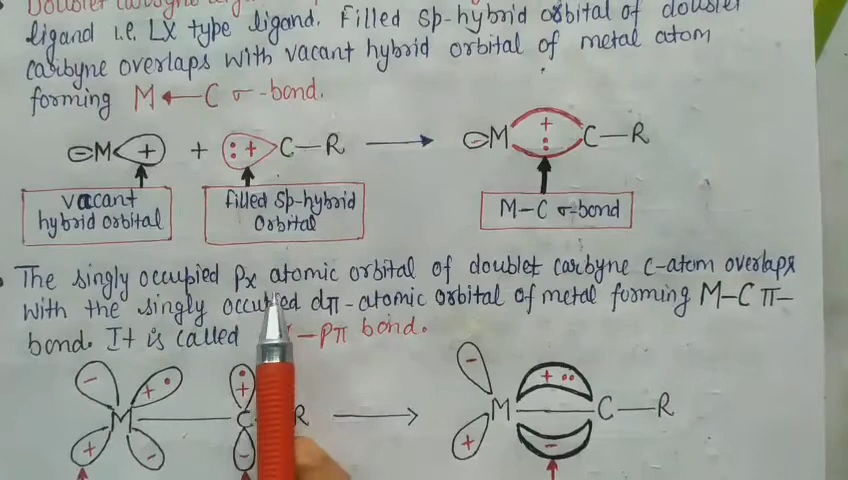 Doublet carbyne
ligand i.e. LX type ligand. Filled Sp-hybrid orbital of doublet
carbyne overlaps with vacant hybrid orbital of metal atom
forming M←C σ-bond.
⊖M + + : + C—R → ⊖M + : C—R
vacant hybrid orbital
Filled Sp-hybrid Orbital
M-C σ-bond
The singly occupied Px atomic orbital of doublet carbyne C-atom overlaps
with the singly occupied dπ-atomic orbital of metal forming M-C π-
bond. It is called -Pπ bond.
- + • • + - +
M C R → M C—R
+ - - + -